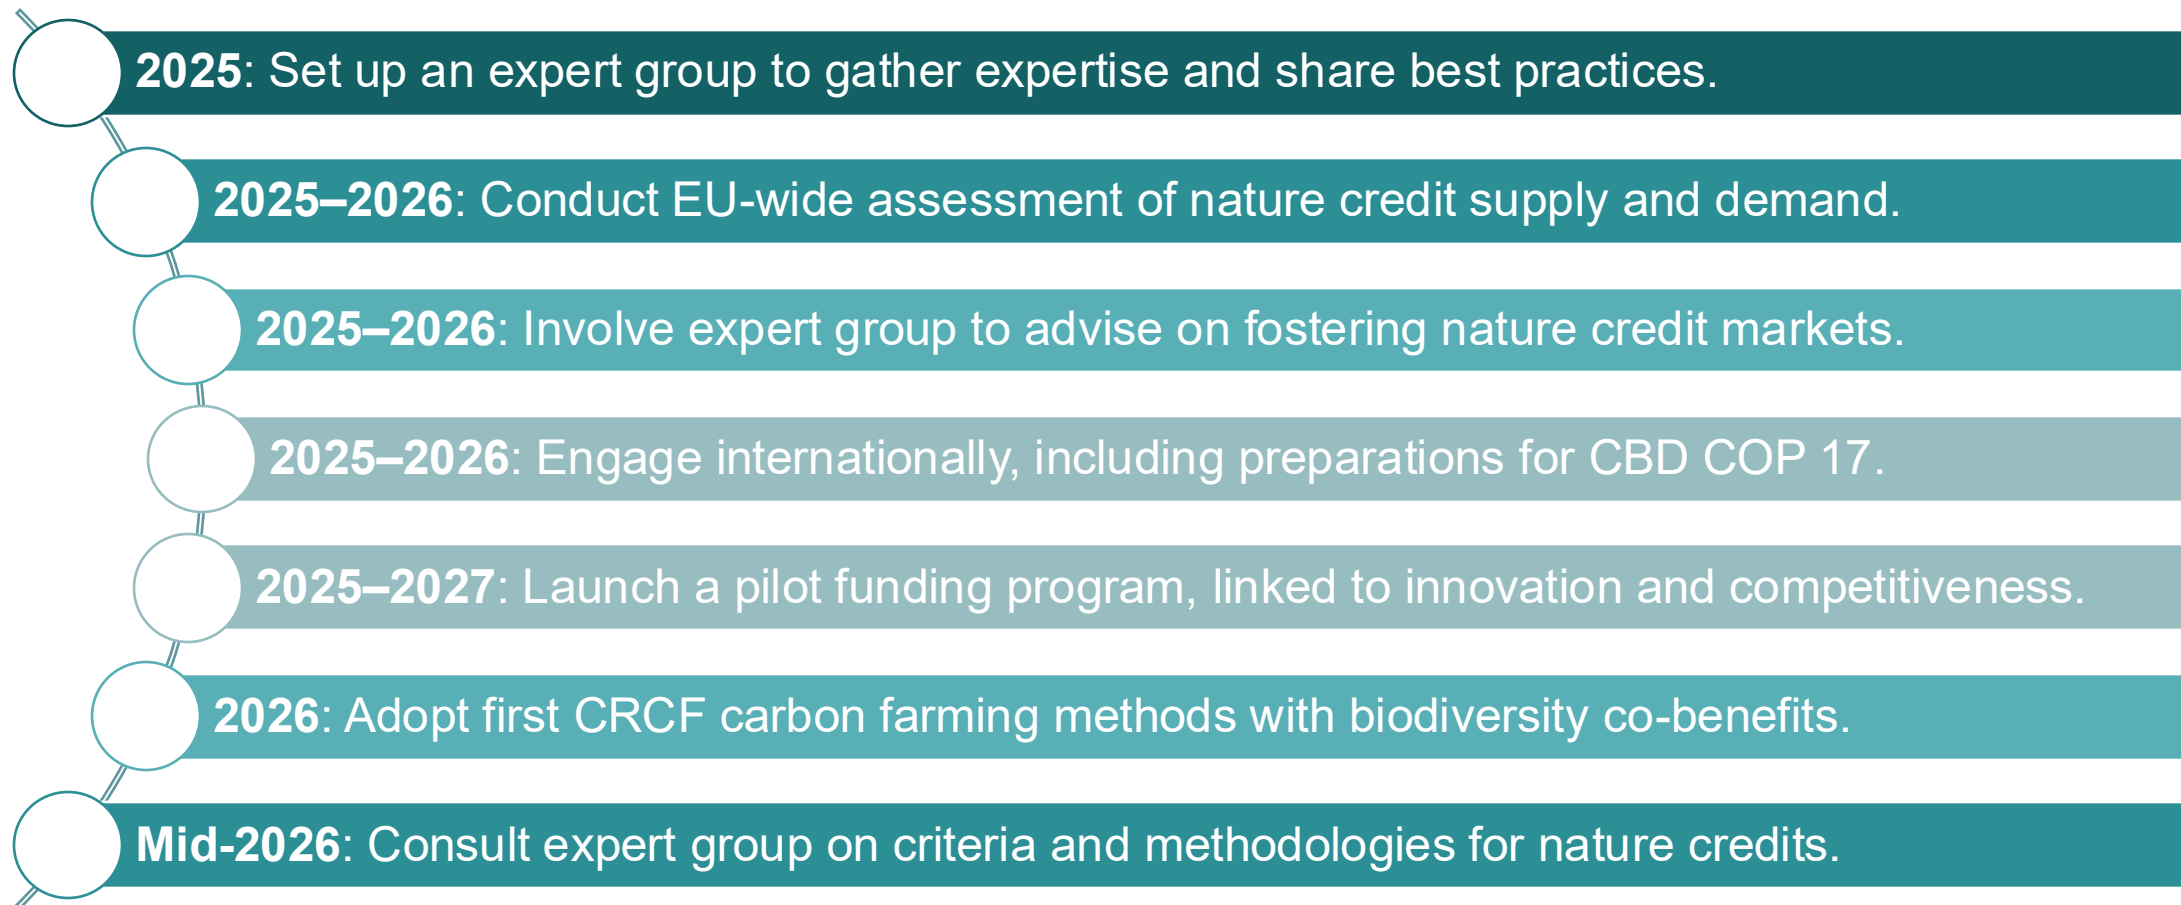 2025: Set up an expert group to gather expertise and share best practices.
2025–2026: Conduct EU-wide assessment of nature credit supply and demand.
2025–2026: Involve expert group to advise on fostering nature credit markets.
2025–2026: Engage internationally, including preparations for CBD COP 17.
2025–2027: Launch a pilot funding program, linked to innovation and competitiveness.
2026: Adopt first CRCF carbon farming methods with biodiversity co-benefits.
Mid-2026: Consult expert group on criteria and methodologies for nature credits.